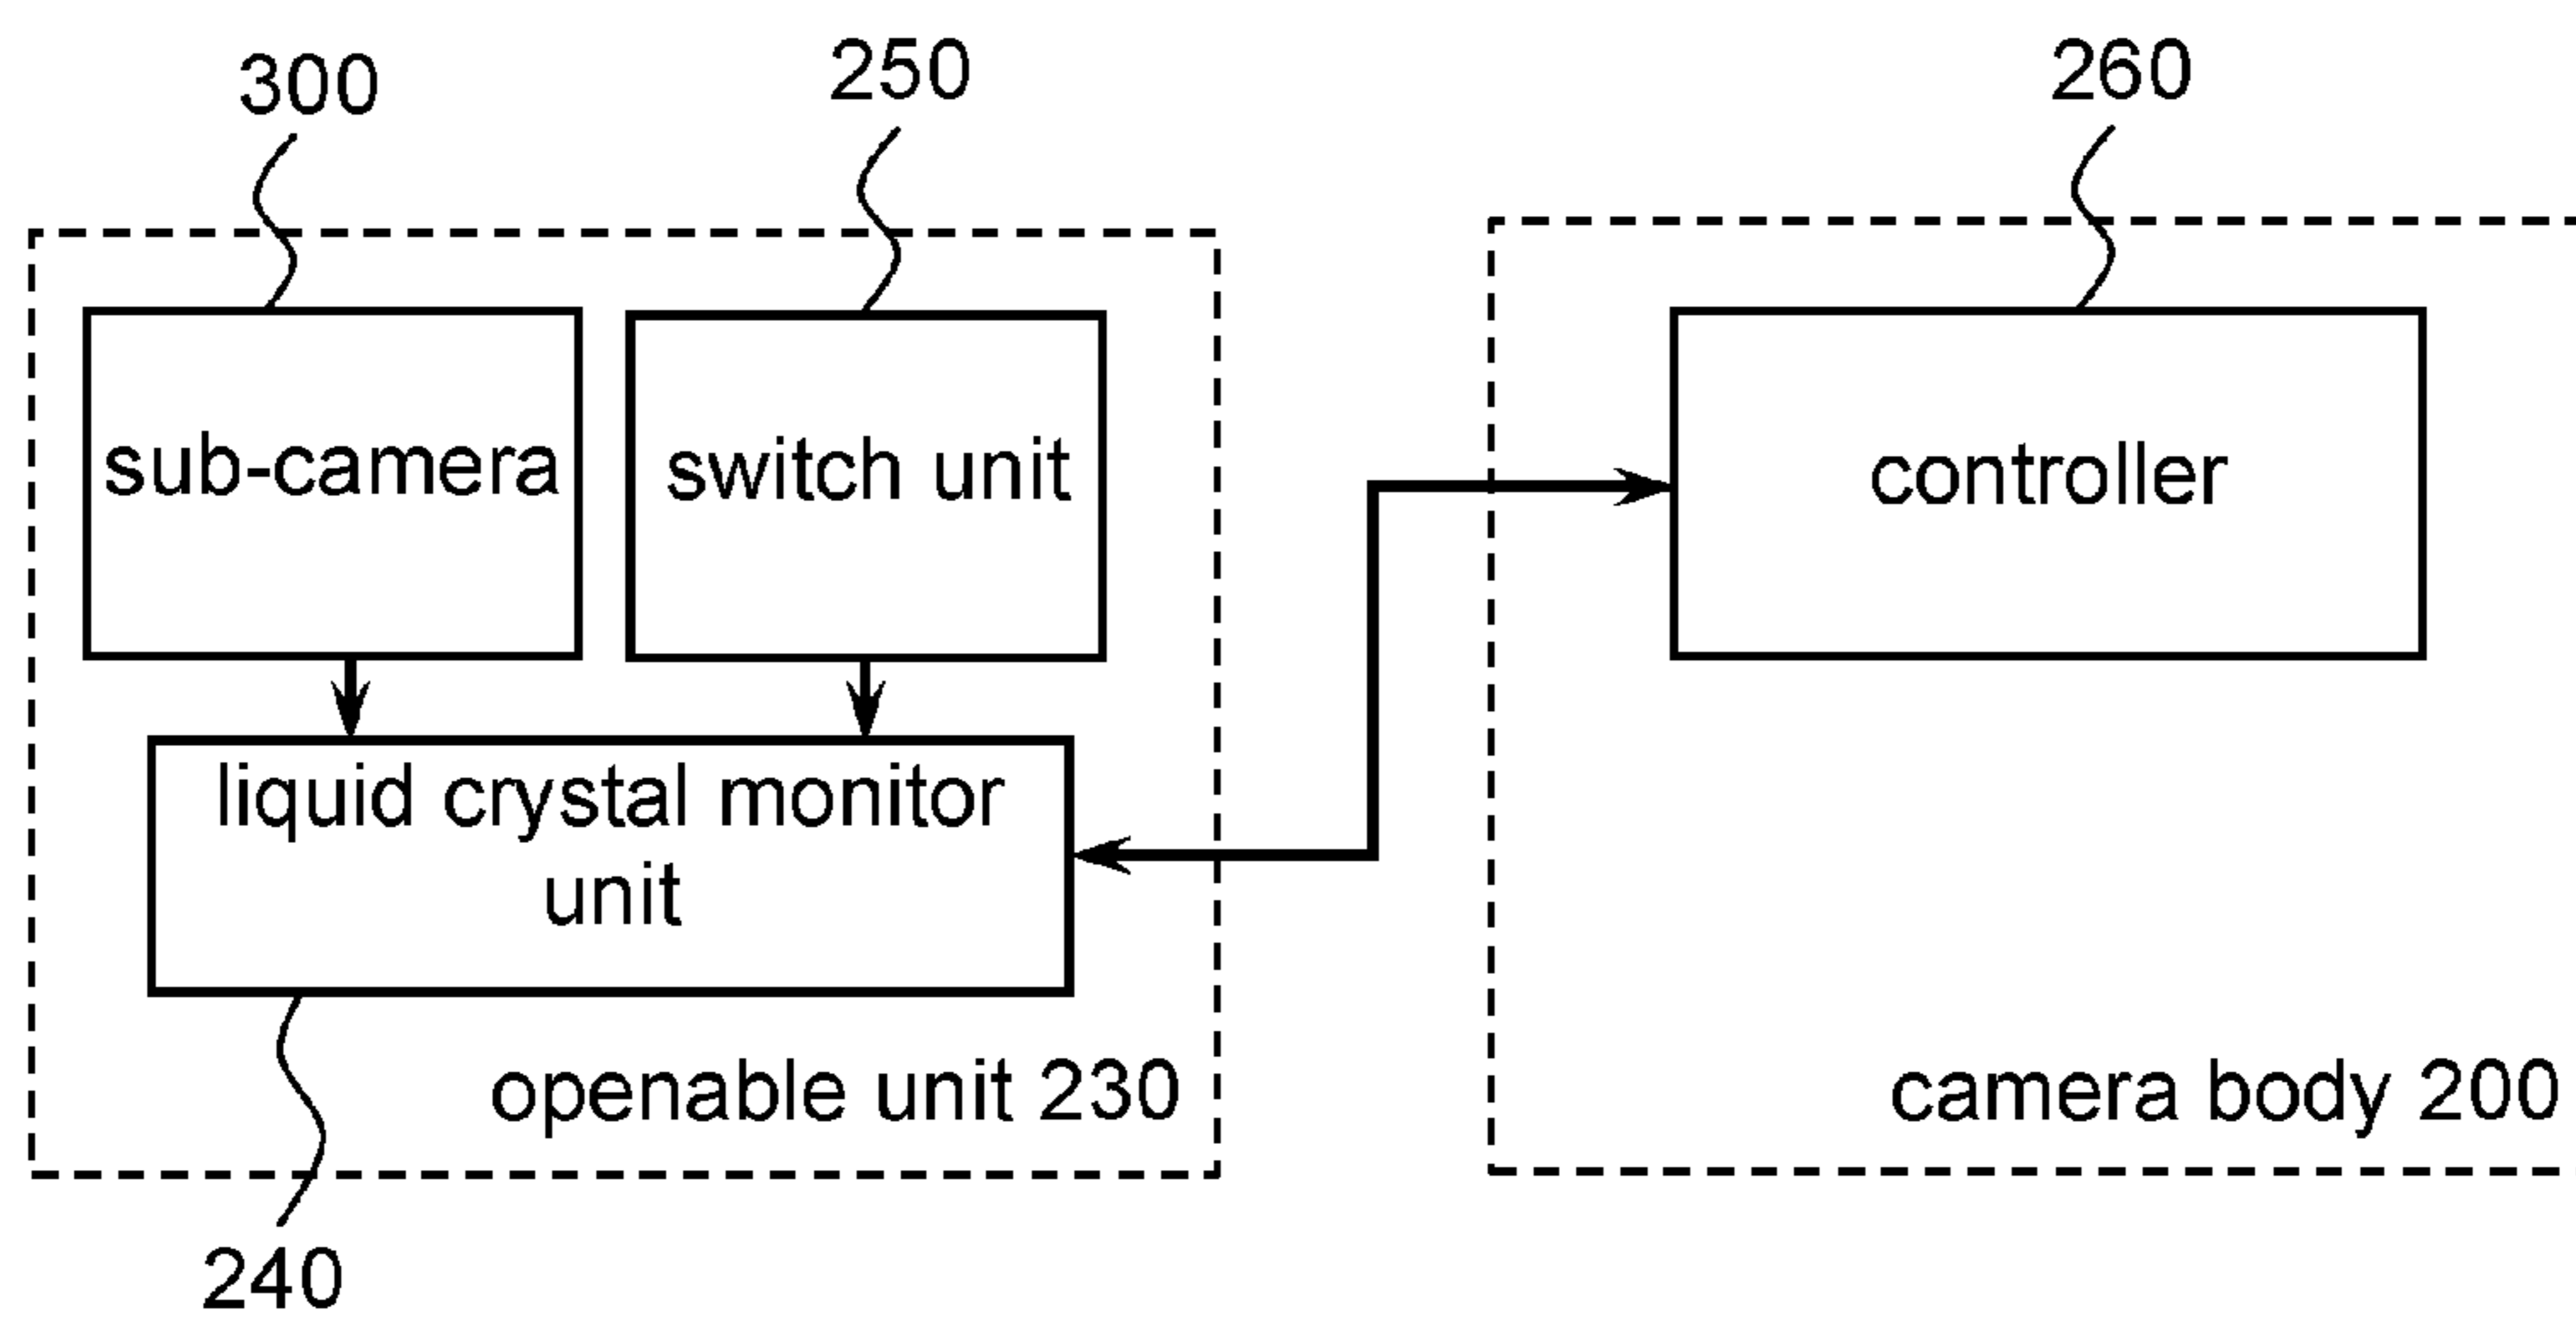 300
250
260
sub-camera
switch unit
controller
liquid crystal monitor
unit
openable unit 230
camera body 200
240